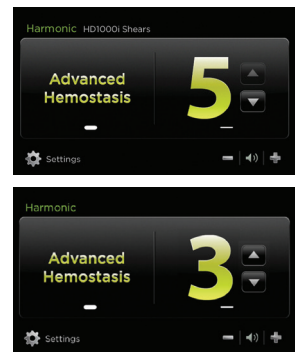 Harmonic HD1000i Shears
Advanced
Hemostasis
5
Settings
Harmonic
Advanced
Hemostasis
3
Settings